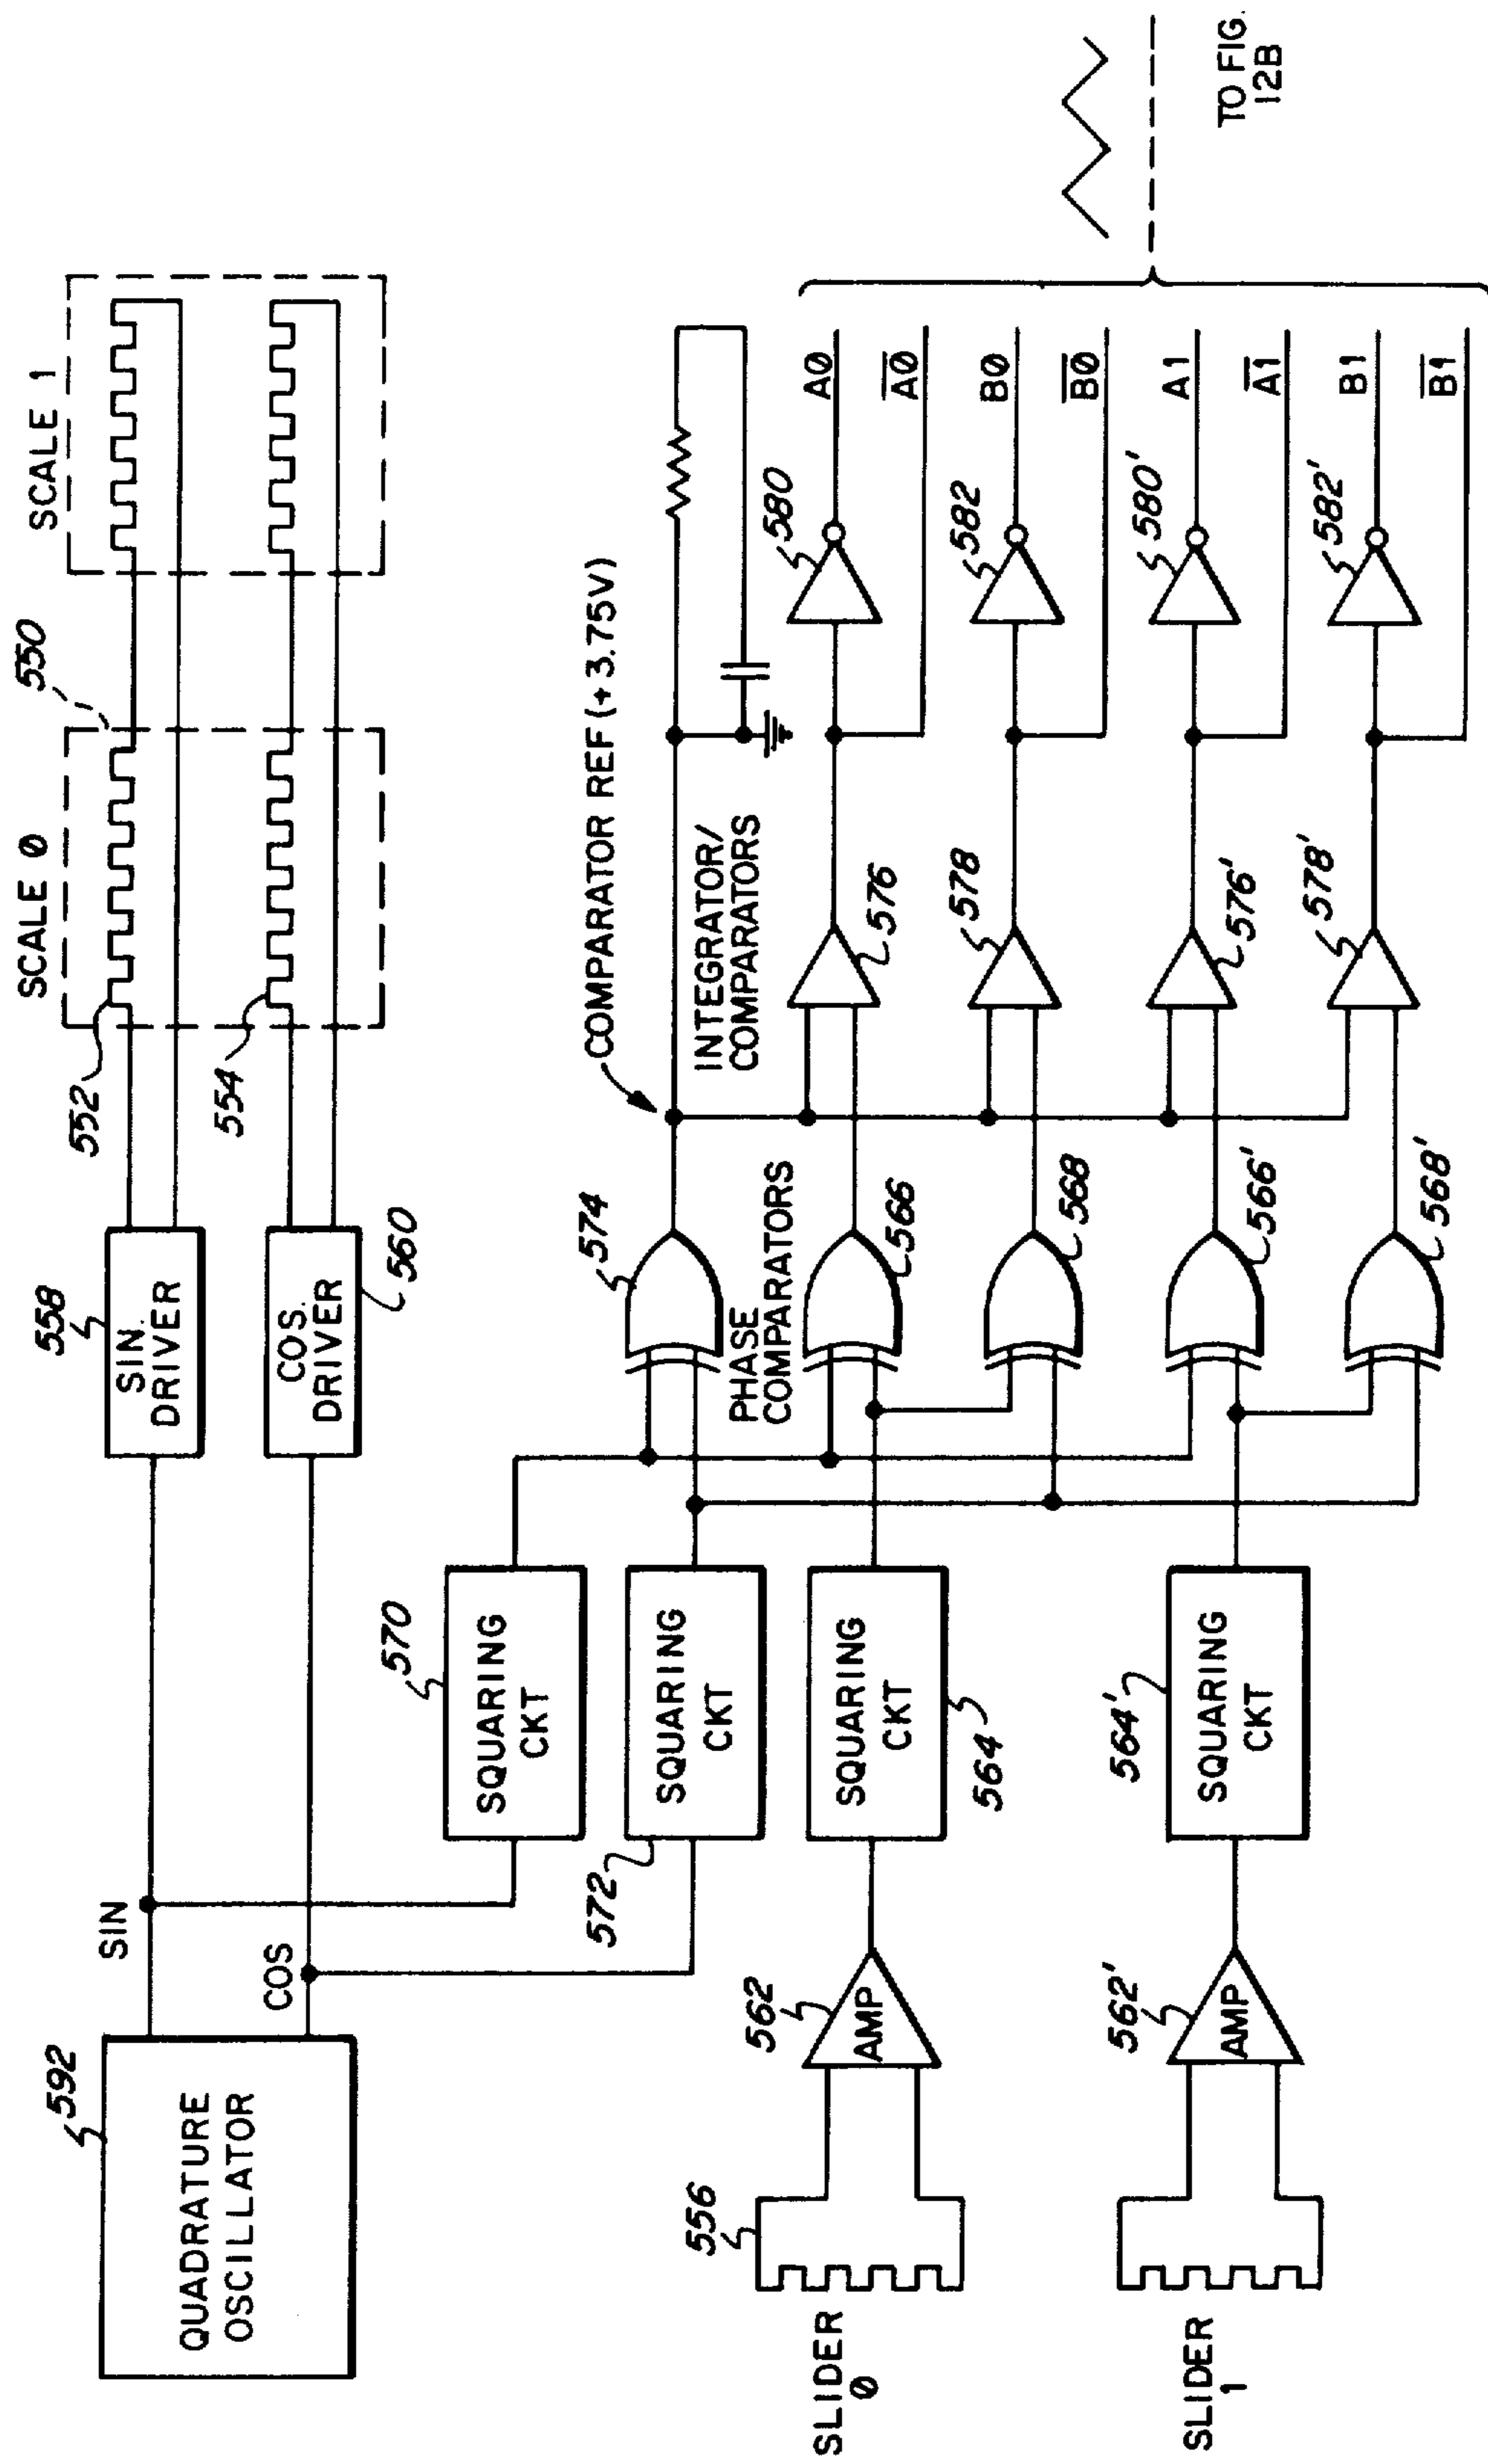 592
QUADRATURE
OSCILLATOR
SIN
COS
558
SIN.
DRIVER
COS.
DRIVER
560
552
554
SCALE 0
550
SCALE 1
570
SQUARING
CKT
572
SQUARING
CKT
SLIDER
0
556
562
AMP
SQUARING
CKT
564
SLIDER
1
562'
AMP
564'
SQUARING
CKT
574
PHASE
COMPARATORS
566
568
566'
568'
COMPARATOR REF (+3.75V)
INTEGRATOR/
COMPARATORS
576
578
576'
578'
580
582
580'
582'
A0
A0
B0
B0
A1
A1
B1
B1
TO FIG.
12B